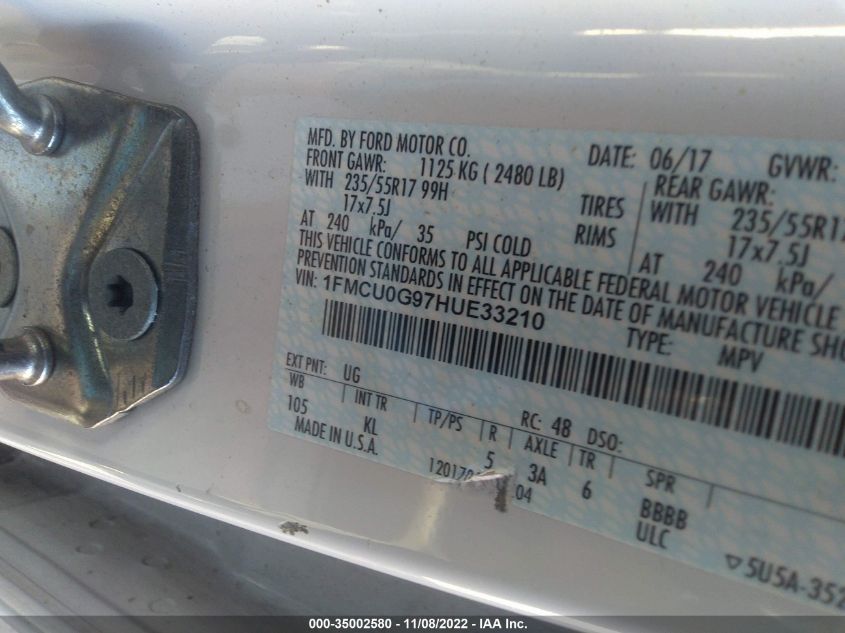 MFD. BY FORD MOTOR CO. DATE: 06/17 GVWR:
FRONT GAWR: 1125 KG ( 2480 LB) REAR GAWR:
WITH 235/55R17 99H TIRES WITH 235/55R17
17x7.5J RIMS 17x7.5J
AT 240 kPa/ 35 PSI COLD AT 240 kPa/
THIS VEHICLE CONFORMS TO ALL APPLICABLE FEDERAL MOTOR VEHICLE
PREVENTION STANDARDS IN EFFECT ON THE DATE OF MANUFACTURE
VIN: 1FMCU0G97HUE33210
TYPE: MPV
EXT PNT: UG RC: 48 DSO:
WB INT TR TP/PS R AXLE TR SPR
105 KL 5 3A 6 BBBB
MADE IN U.S.A. ULC
04
5U5A-352
000-35002580 - 11/08/2022 - IAA Inc.